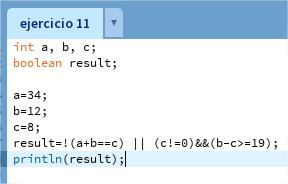 ejercicio 11
int a, b, c;
boolean result;
a=34;
b=12;
c=8;
result=!(a+b==c) || (c!=0)&&(b-c>=19);
println(result);